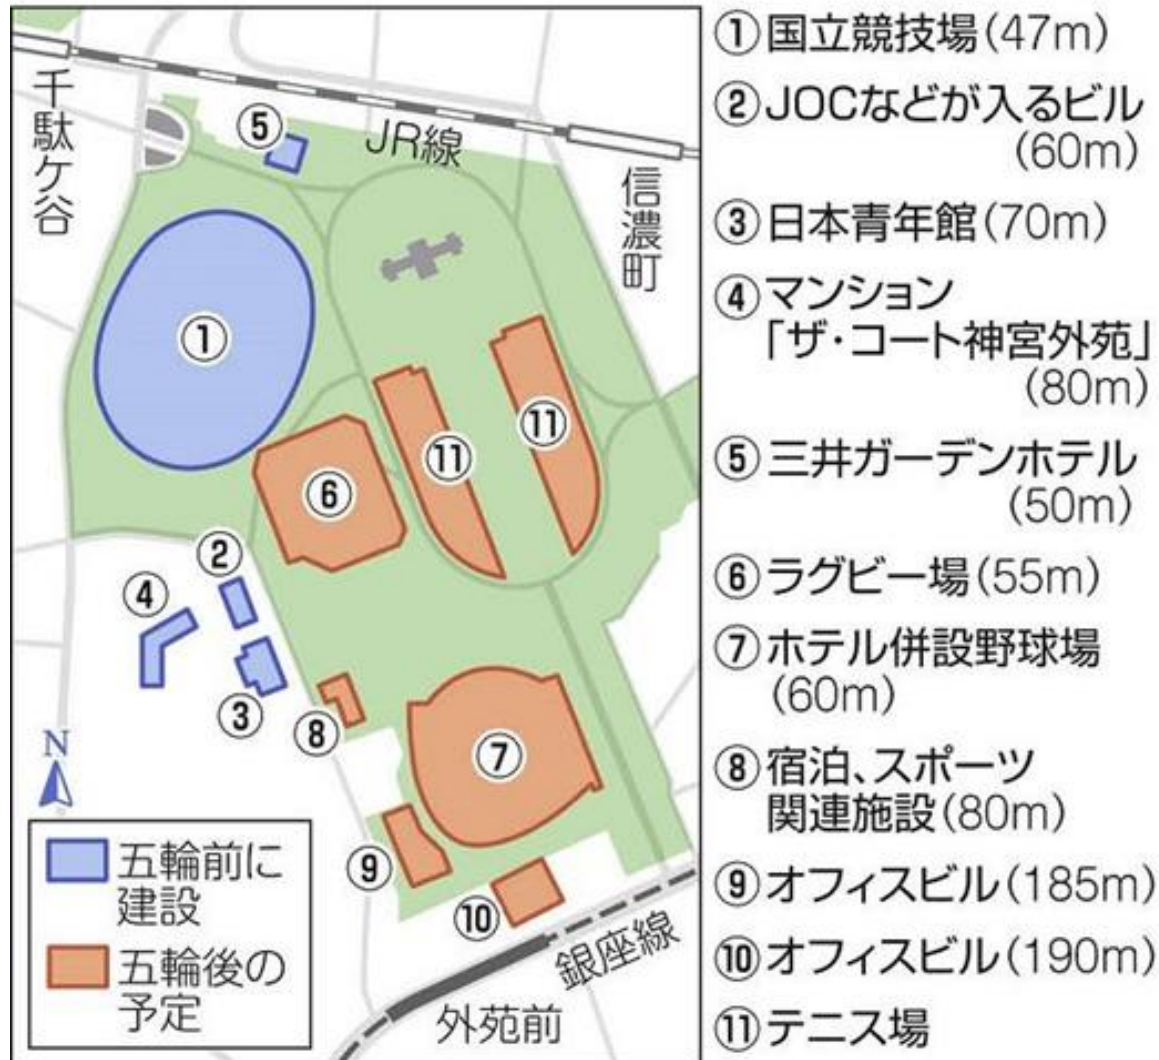 千駄ケ谷
⑤
JR線
信濃町
①
⑪
⑪
⑥
②
④
③
⑧
⑦
⑨
⑩
N
五輪前に
建設
五輪後の
予定
銀座線
外苑前
①国立競技場(47m)
②JOCなどが入るビル
(60m)
③日本青年館(70m)
④マンション
「ザ・コート神宮外苑」
(80m)
⑤三井ガーデンホテル
(50m)
⑥ラグビー場(55m)
⑦ホテル併設野球場
(60m)
⑧宿泊、スポーツ
関連施設(80m)
⑨オフィスビル(185m)
⑩オフィスビル(190m)
⑪テニス場